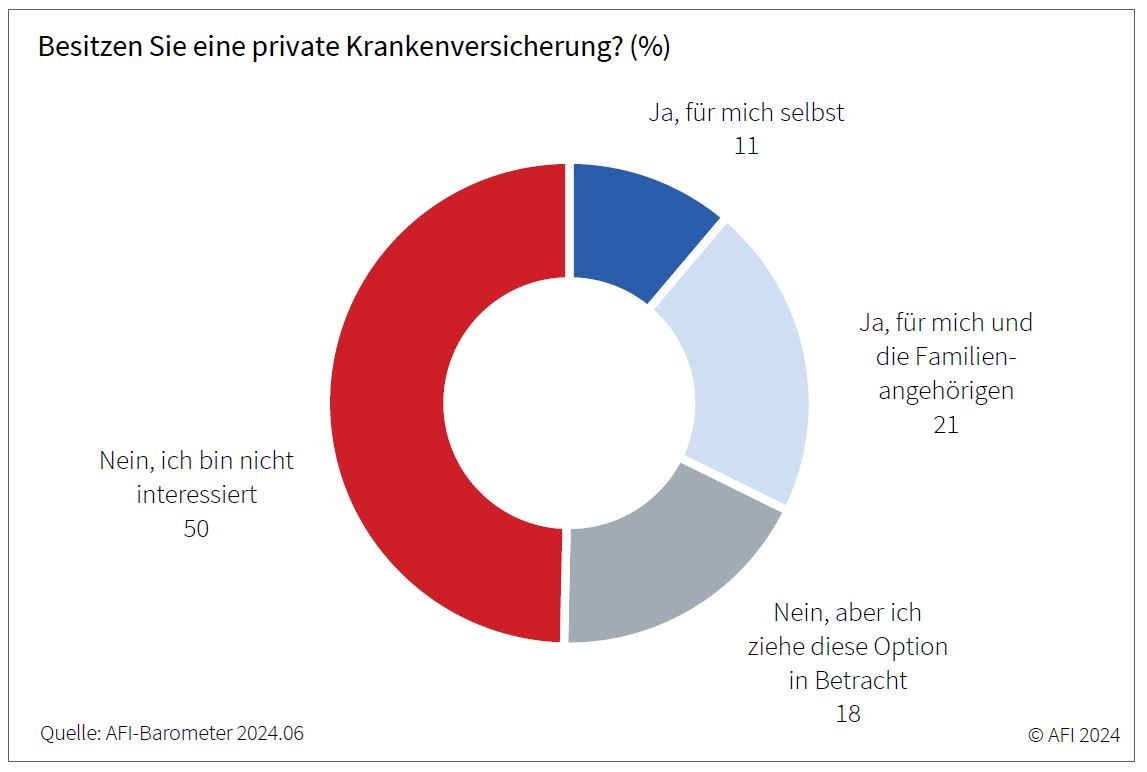 Besitzen Sie eine private Krankenversicherung? (%)
Ja, für mich selbst
11
Ja, für mich und
die Familien-
angehörigen
21
Nein, ich bin nicht
interessiert
50
Nein, aber ich
ziehe diese Option
in Betracht
18
Quelle: AFI-Barometer 2024.06
© AFI 2024